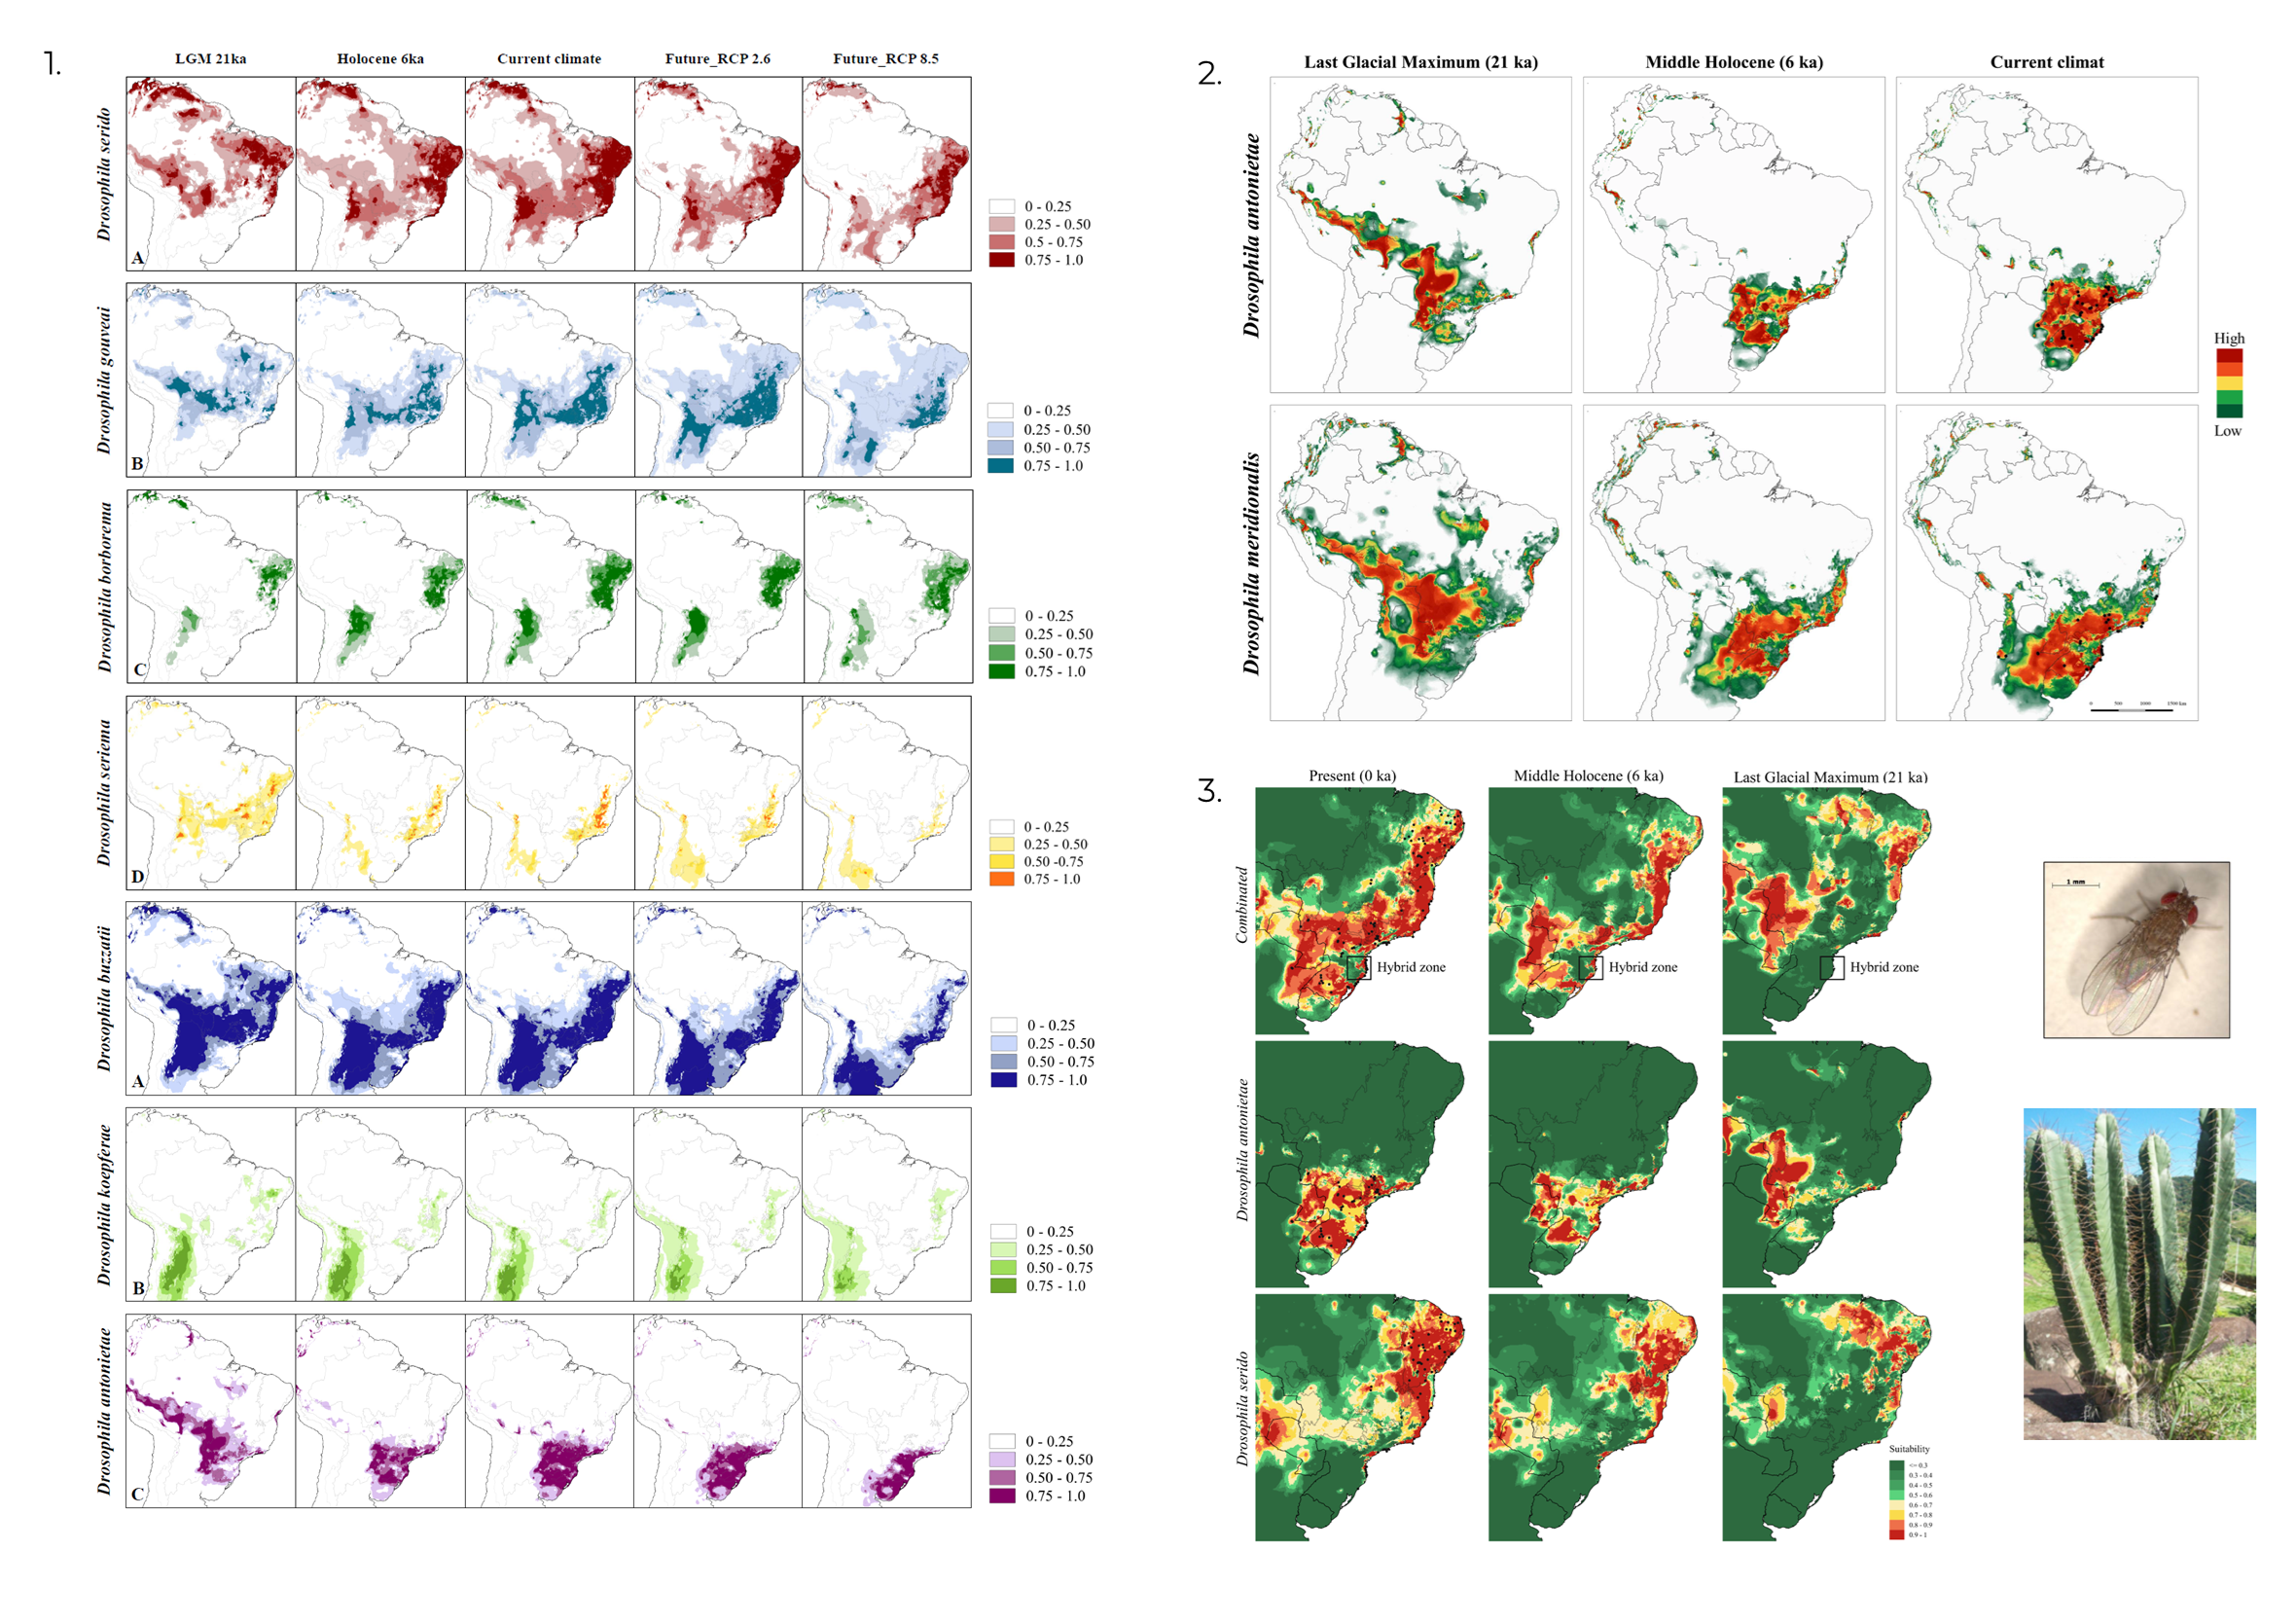 1.
LGM 21ka
Holocene 6ka
Current climate
Future_RCP 2.6
Future_RCP 8.5
Drosophila serido
A
0 - 0.25
0.25 - 0.50
0.5 - 0.75
0.75 - 1.0
Drosophila gouveai
B
0 - 0.25
0.25 - 0.50
0.50 - 0.75
0.75 - 1.0
Drosophila borborema
C
0 - 0.25
0.25 - 0.50
0.50 - 0.75
0.75 - 1.0
Drosophila seriema
D
0 - 0.25
0.25 - 0.50
0.50 -0.75
0.75 - 1.0
Drosophila buzzatii
A
0 - 0.25
0.25 - 0.50
0.50 - 0.75
0.75 - 1.0
Drosophila koepferae
B
0 - 0.25
0.25 - 0.50
0.50 - 0.75
0.75 - 1.0
Drosophila antonietae
C
0 - 0.25
0.25 - 0.50
0.50 - 0.75
0.75 - 1.0
2.
Last Glacial Maximum (21 ka)
Middle Holocene (6 ka)
Current climat
Drosophila antonietae
High
Low
Drosophila meridionalis
0 500 1000 1500 km
3.
Present (0 ka)
Middle Holocene (6 ka)
Last Glacial Maximum (21 ka)
Combinated
Hybrid zone
Hybrid zone
Hybrid zone
1 mm
Drosophila antonietae
Drosophila serido
Suitability
<= 0.3
0.3 - 0.4
0.4 - 0.5
0.5 - 0.6
0.6 - 0.7
0.7 - 0.8
0.8 - 0.9
0.9 - 1